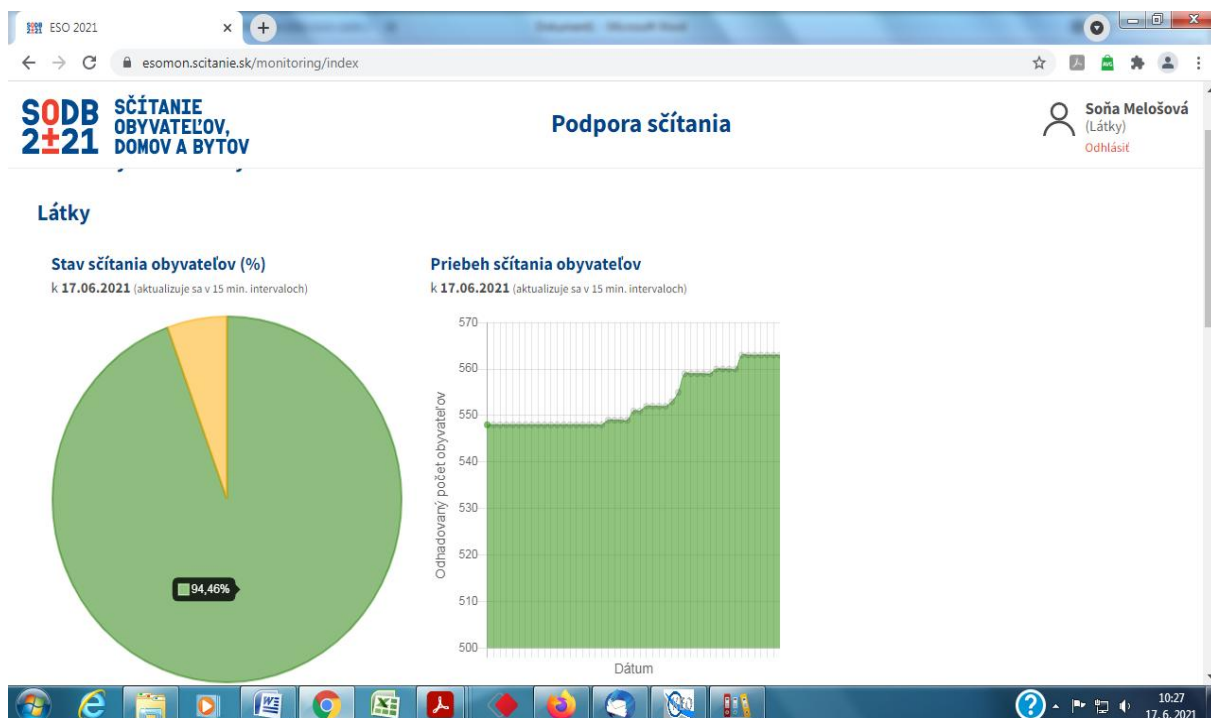 ESO 2021
esomon.scitanie.sk/monitoring/index
SODB
2±21
SČÍTANIE
OBYVATEĽOV,
DOMOV A BYTOV
Podpora sčítania
Soňa Melošová
(Látky)
Odhlásiť
Látky
Stav sčítania obyvateľov (%)
k 17.06.2021 (aktualizuje sa v 15 min. intervaloch)
94,46%
Priebeh sčítania obyvateľov
k 17.06.2021 (aktualizuje sa v 15 min. intervaloch)
Odhadovaný počet obyvateľov
570
560
550
540
530
520
510
500
Dátum
10:27
17. 6. 2021